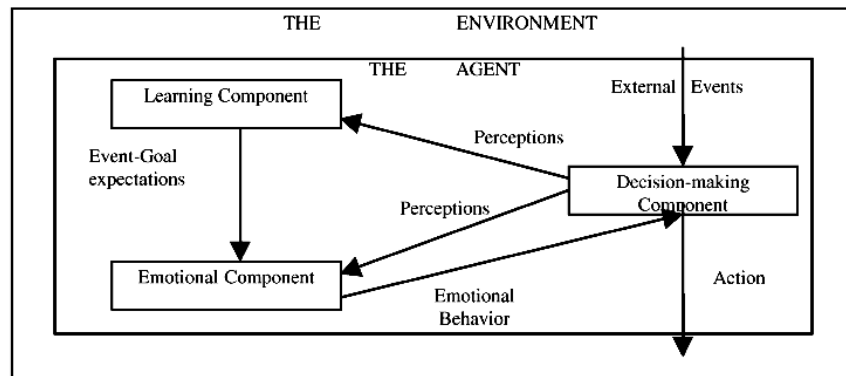 THE ENVIRONMENT
THE AGENT
Learning Component
External Events
Perceptions
Event-Goal
expectations
Decision-making
Component
Perceptions
Emotional Component
Action
Emotional
Behavior